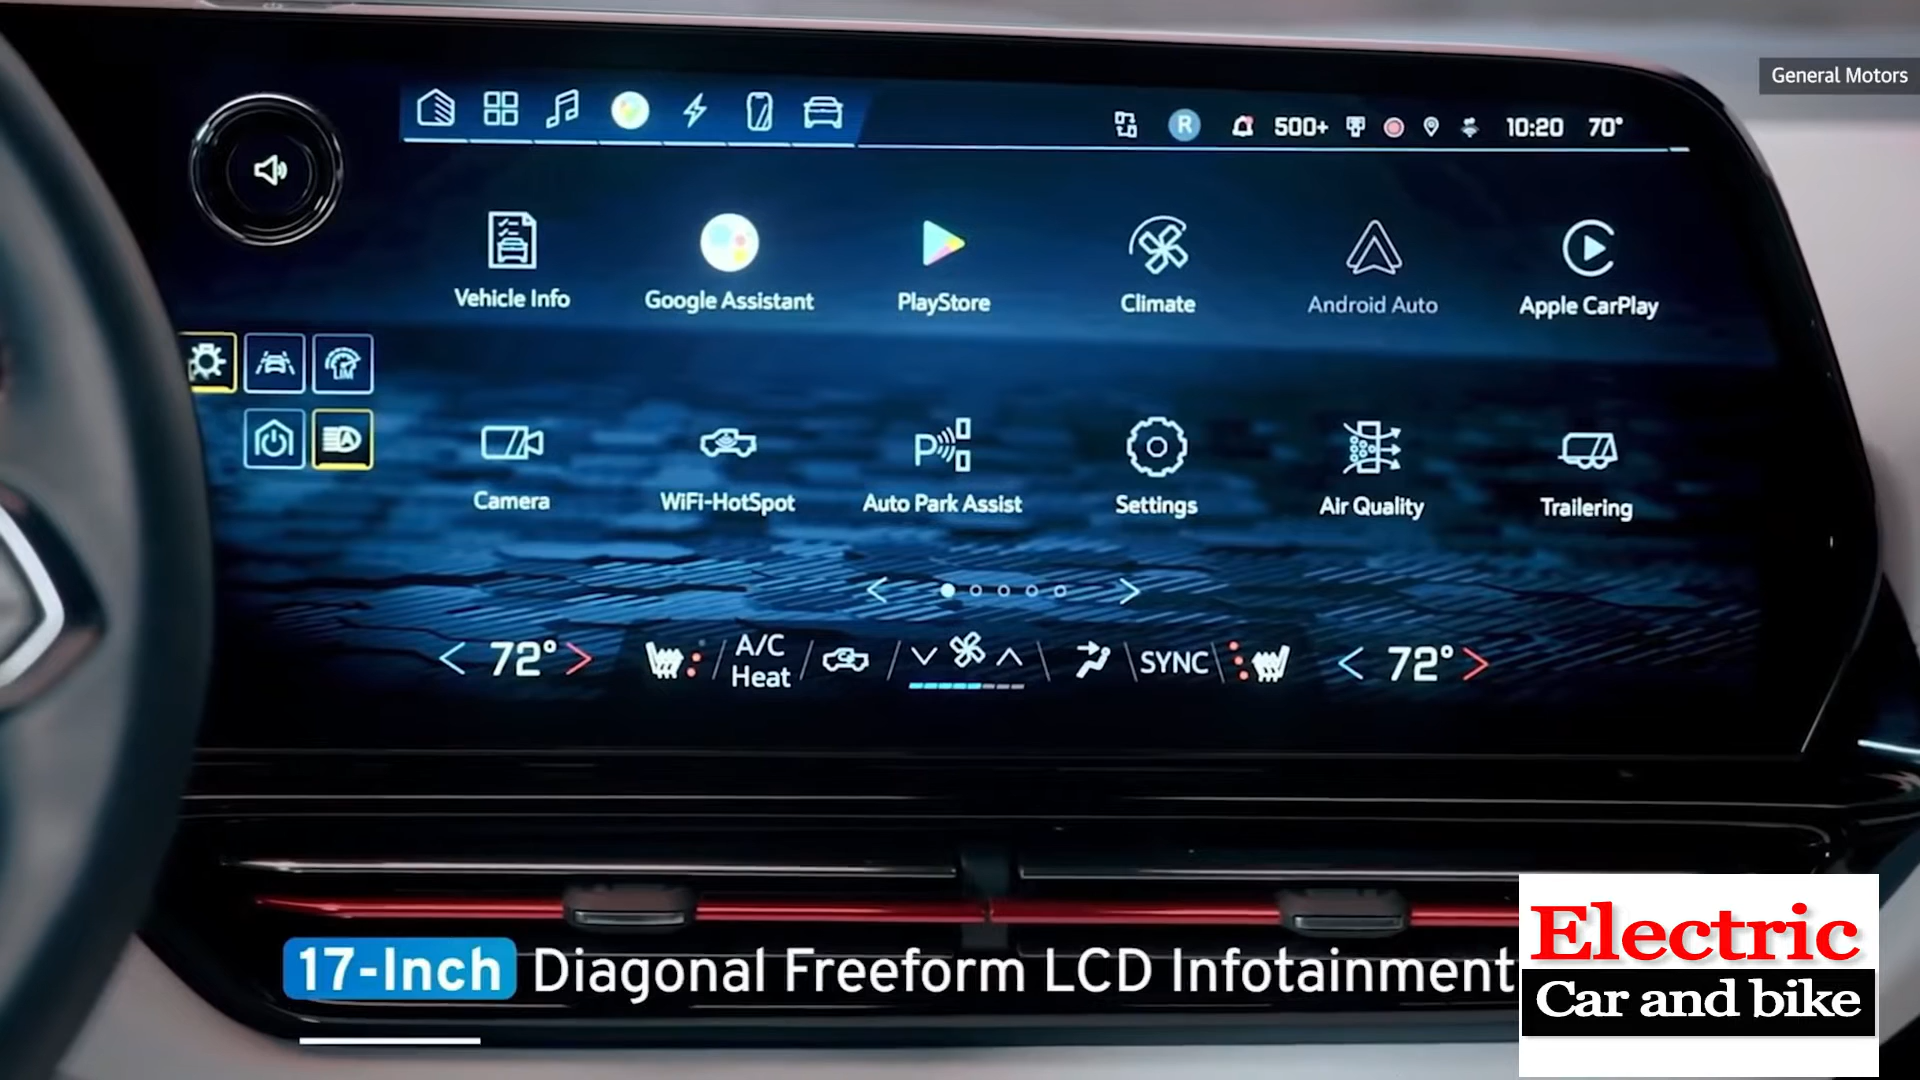 General Motors
R 500+ 10:20 70°
Vehicle Info Google Assistant PlayStore Climate Android Auto Apple CarPlay
Camera WiFi-HotSpot Auto Park Assist Settings Air Quality Trailering
72° A/C Heat SYNC 72°
17-Inch Diagonal Freeform LCD Infotainment
Electric
Car and bike